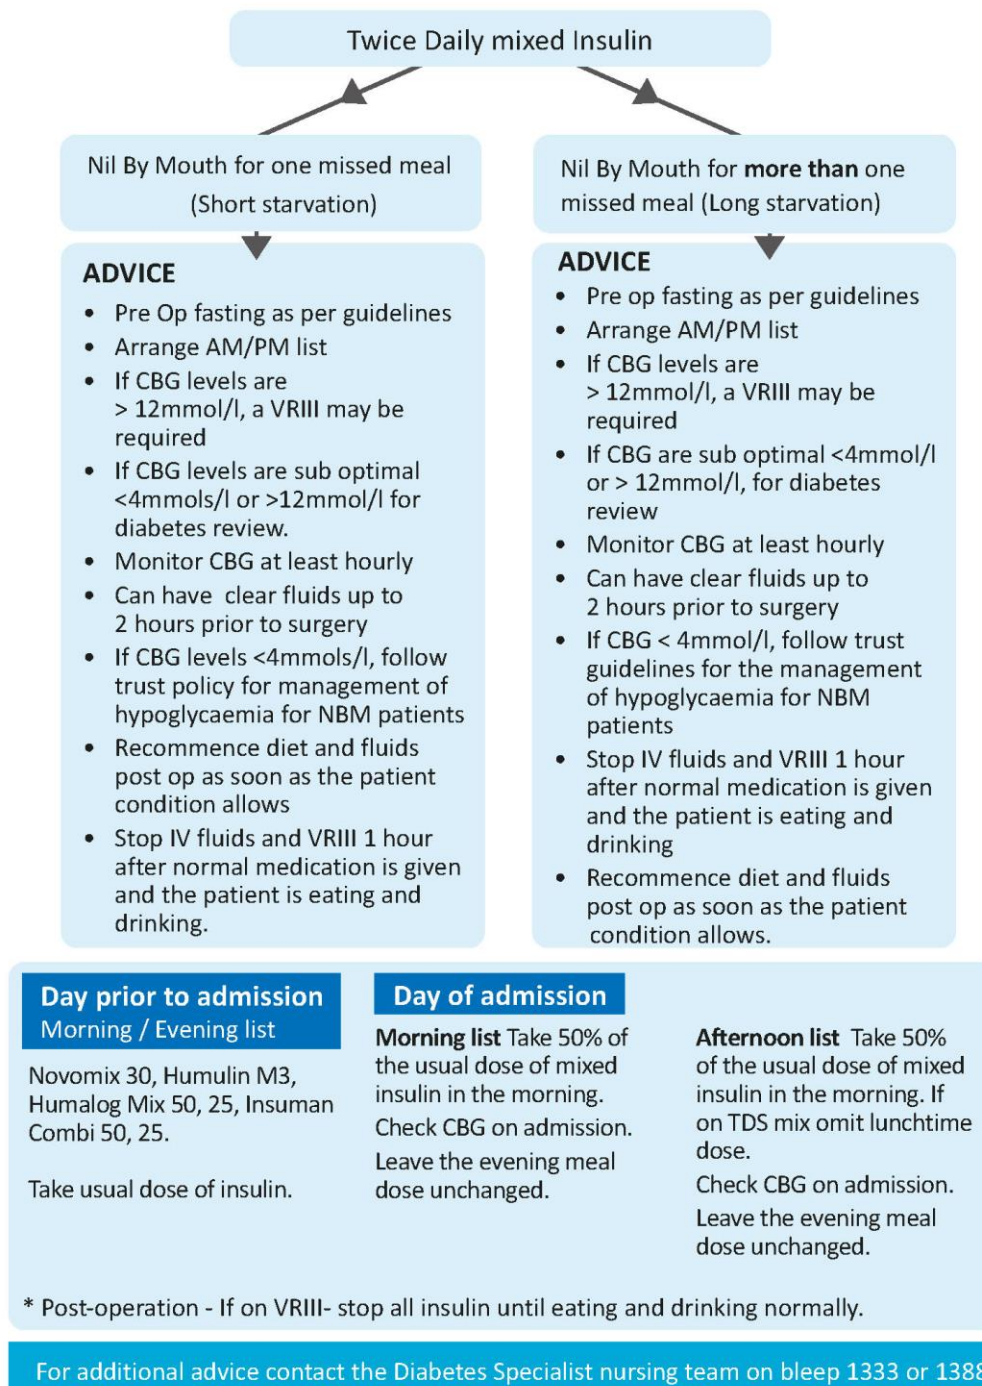 Twice Daily mixed Insulin
Nil By Mouth for one missed meal
(Short starvation)
ADVICE
• Pre Op fasting as per guidelines
• Arrange AM/PM list
• If CBG levels are
> 12mmol/l, a VRIII may be
required
• If CBG levels are sub optimal
<4mmols/l or >12mmol/l for
diabetes review.
• Monitor CBG at least hourly
• Can have clear fluids up to
2 hours prior to surgery
• If CBG levels <4mmols/l, follow
trust policy for management of
hypoglycaemia for NBM patients
• Recommence diet and fluids
post op as soon as the patient
condition allows
• Stop IV fluids and VRIII 1 hour
after normal medication is given
and the patient is eating and
drinking.
Nil By Mouth for more than one
missed meal (Long starvation)
ADVICE
• Pre op fasting as per guidelines
• Arrange AM/PM list
• If CBG levels are
> 12mmol/l, a VRIII may be
required
• If CBG are sub optimal <4mmol/l
or > 12mmol/l, for diabetes
review
• Monitor CBG at least hourly
• Can have clear fluids up to
2 hours prior to surgery
• If CBG < 4mmol/l, follow trust
guidelines for the management
of hypoglycaemia for NBM
patients
• Stop IV fluids and VRIII 1 hour
after normal medication is given
and the patient is eating and
drinking
• Recommence diet and fluids
post op as soon as the patient
condition allows.
Day prior to admission
Morning / Evening list
Novomix 30, Humulin M3,
Humalog Mix 50, 25, Insuman
Combi 50, 25.
Take usual dose of insulin.
Day of admission
Morning list Take 50% of
the usual dose of mixed
insulin in the morning.
Check CBG on admission.
Leave the evening meal
dose unchanged.
Afternoon list Take 50%
of the usual dose of mixed
insulin in the morning. If
on TDS mix omit lunchtime
dose.
Check CBG on admission.
Leave the evening meal
dose unchanged.
* Post-operation - If on VRIII- stop all insulin until eating and drinking normally.
For additional advice contact the Diabetes Specialist nursing team on bleep 1333 or 1388